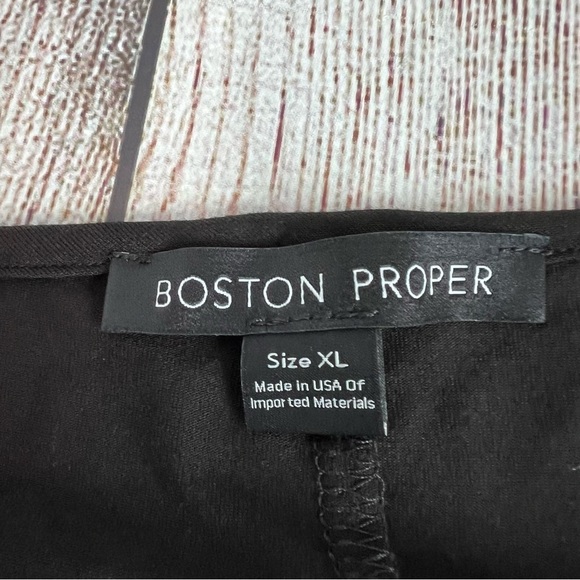 BOSTON PROPER
Size XL
Made in USA Of
Imported Materials